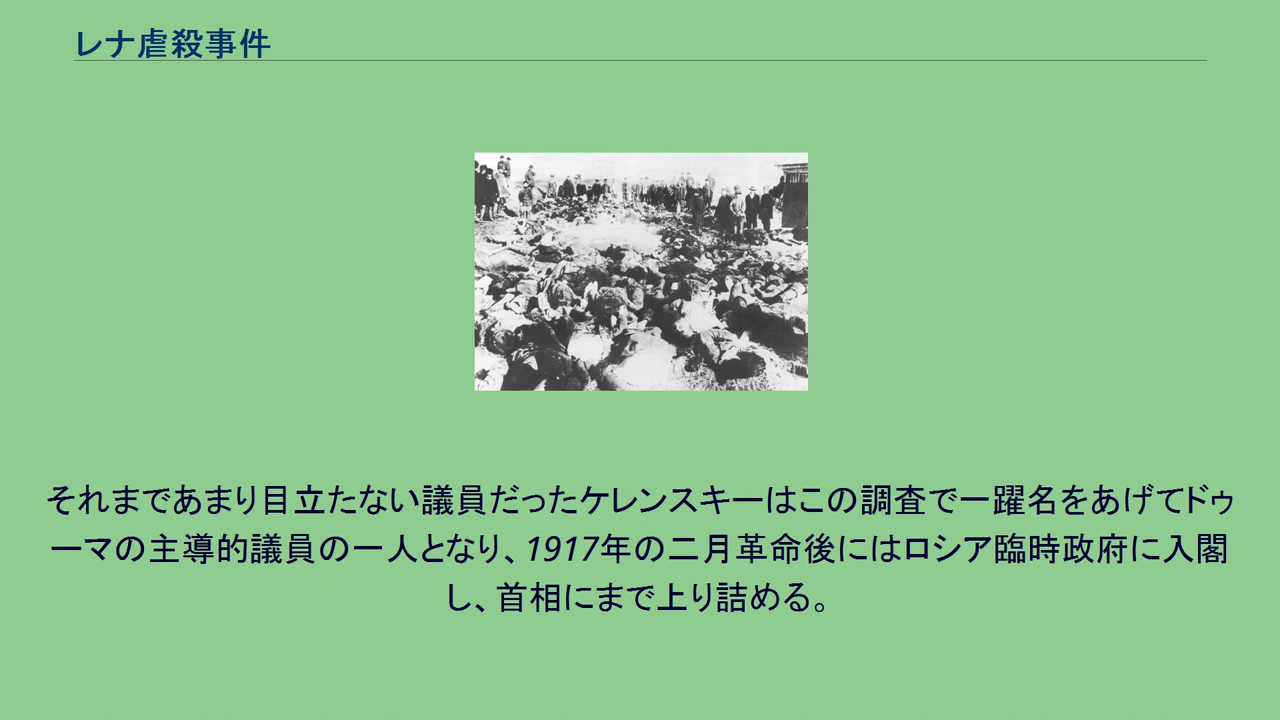 レナ虐殺事件
それまであまり目立たない議員だったケレンスキーはこの調査で一躍名をあげてドゥ
ーマの主導的議員の一人となり、1917年の二月革命後にはロシア臨時政府に入閣
し、首相にまで上り詰める。